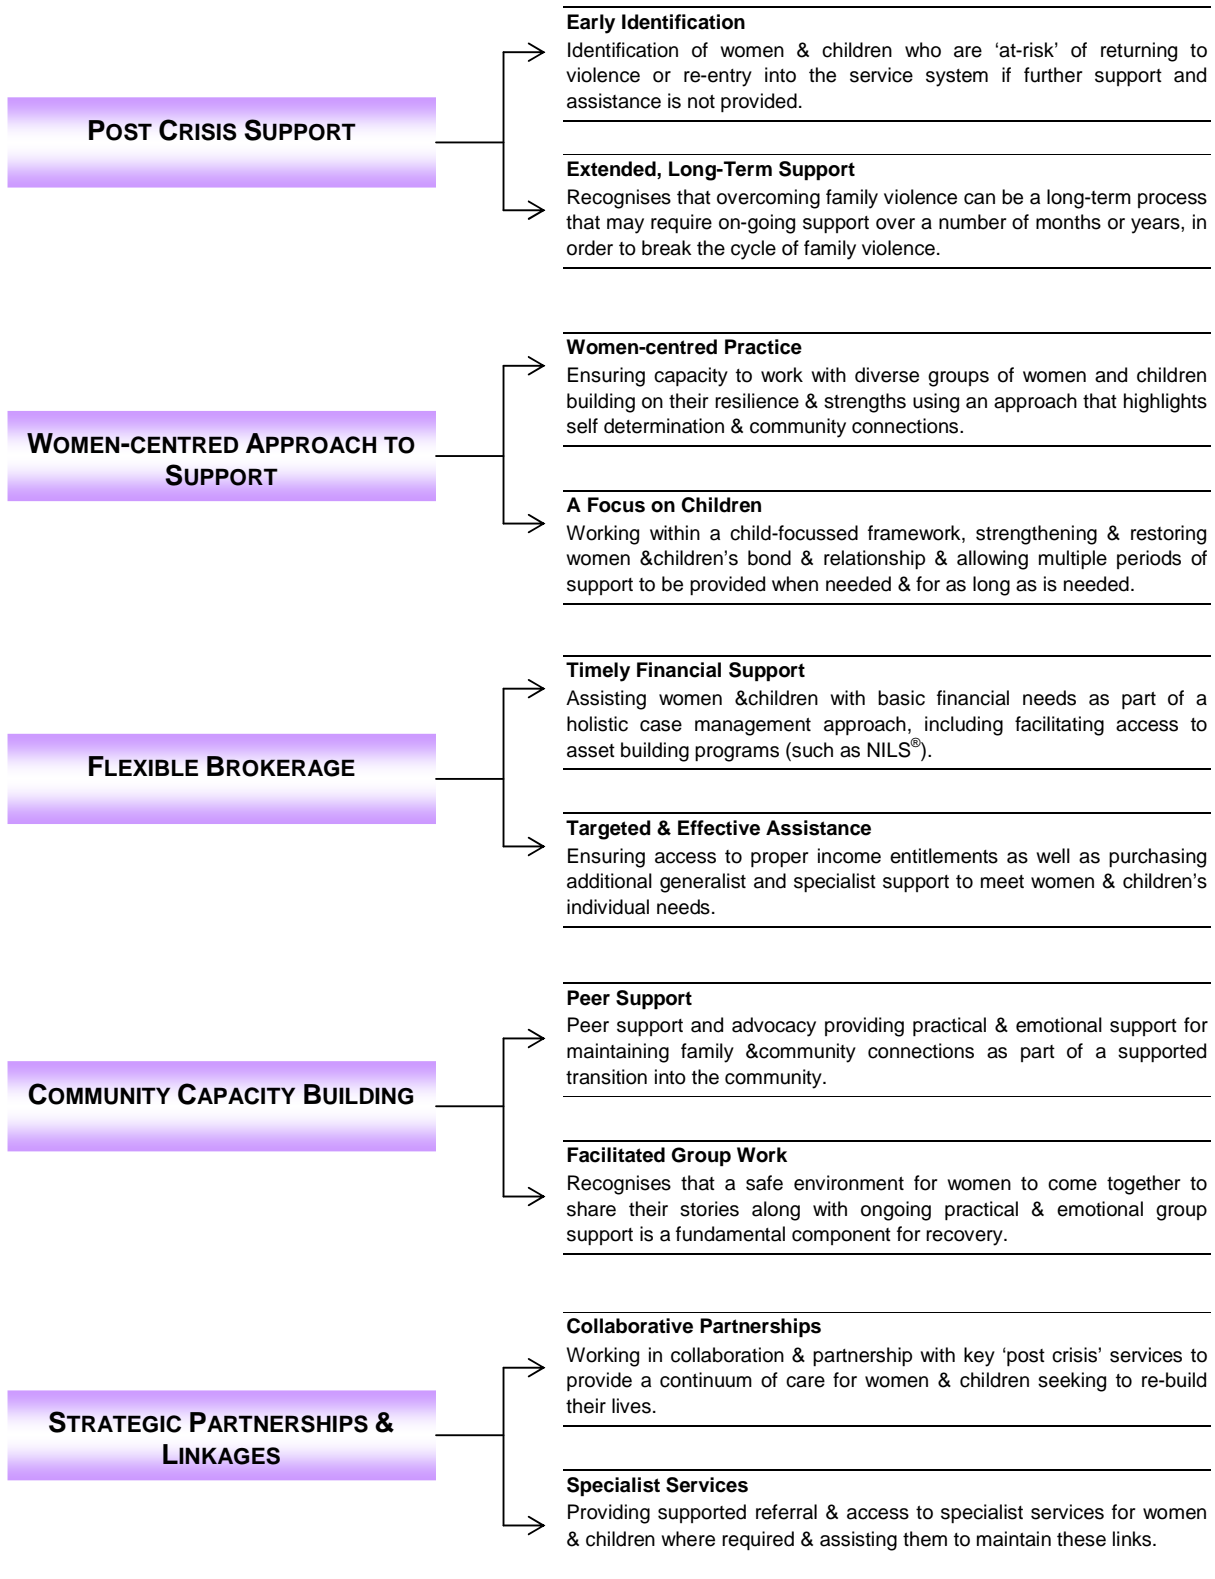 Early Identification
Identification of women & children who are ‘at-risk’ of returning to
violence or re-entry into the service system if further support and
assistance is not provided.
POST CRISIS SUPPORT
Extended, Long-Term Support
Recognises that overcoming family violence can be a long-term process
that may require on-going support over a number of months or years, in
order to break the cycle of family violence.
Women-centred Practice
Ensuring capacity to work with diverse groups of women and children
building on their resilience & strengths using an approach that highlights
self determination & community connections.
WOMEN-CENTRED APPROACH TO
SUPPORT
A Focus on Children
Working within a child-focussed framework, strengthening & restoring
women &children’s bond & relationship & allowing multiple periods of
support to be provided when needed & for as long as is needed.
Timely Financial Support
Assisting women &children with basic financial needs as part of a
holistic case management approach, including facilitating access to
asset building programs (such as NILS®).
FLEXIBLE BROKERAGE
Targeted & Effective Assistance
Ensuring access to proper income entitlements as well as purchasing
additional generalist and specialist support to meet women & children’s
individual needs.
Peer Support
Peer support and advocacy providing practical & emotional support for
maintaining family &community connections as part of a supported
transition into the community.
COMMUNITY CAPACITY BUILDING
Facilitated Group Work
Recognises that a safe environment for women to come together to
share their stories along with ongoing practical & emotional group
support is a fundamental component for recovery.
Collaborative Partnerships
Working in collaboration & partnership with key ‘post crisis’ services to
provide a continuum of care for women & children seeking to re-build
their lives.
STRATEGIC PARTNERSHIPS &
LINKAGES
Specialist Services
Providing supported referral & access to specialist services for women
& children where required & assisting them to maintain these links.